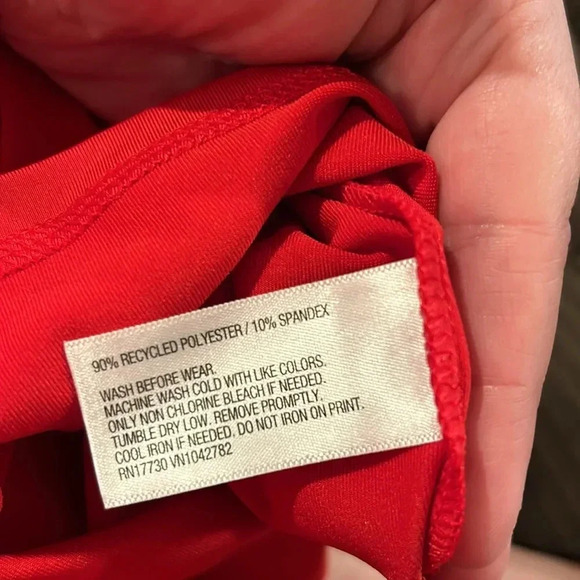 90% RECYCLED POLYESTER / 10% SPANDEX
WASH BEFORE WEAR.
MACHINE WASH COLD WITH LIKE COLORS.
ONLY NON CHLORINE BLEACH IF NEEDED.
TUMBLE DRY LOW. REMOVE PROMPTLY.
COOL IRON IF NEEDED. DO NOT IRON ON PRINT.
RN17730 VN1042782